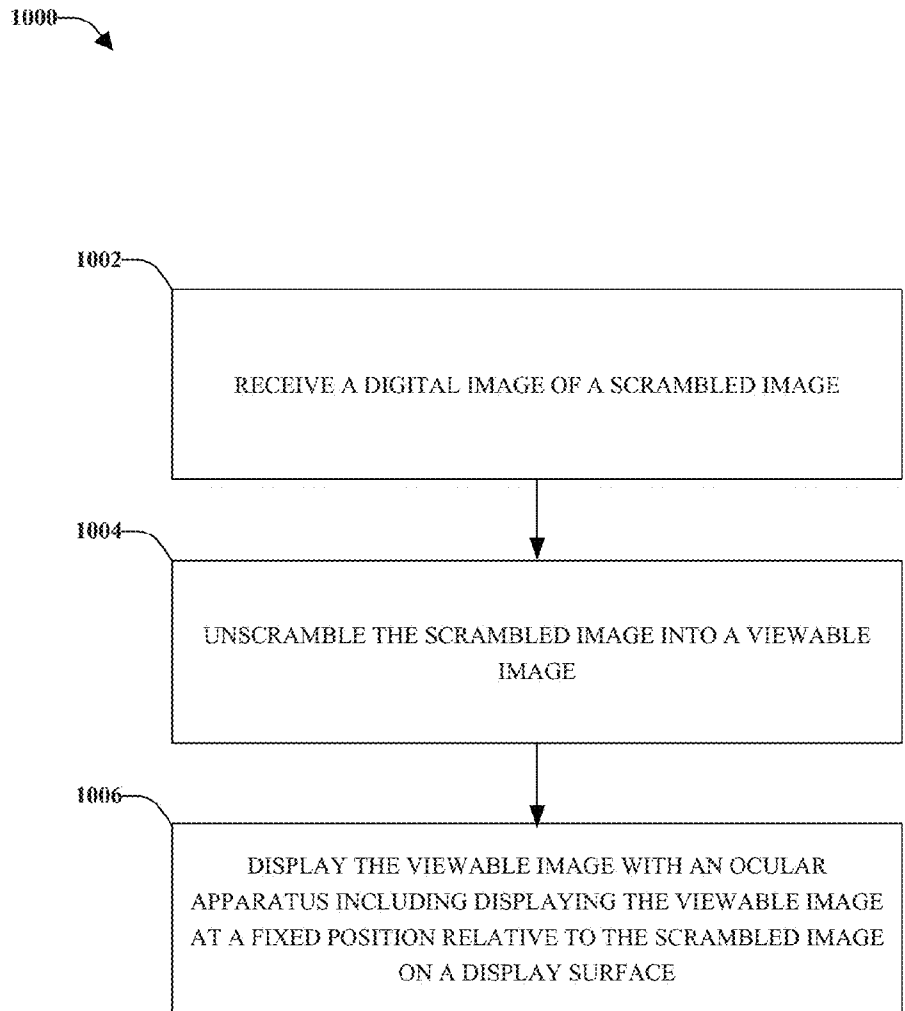 1000
1002
RECEIVE A DIGITAL IMAGE OF A SCRAMBLED IMAGE
1004
UNSCRAMBLE THE SCRAMBLED IMAGE INTO A VIEWABLE
IMAGE
1006
DISPLAY THE VIEWABLE IMAGE WITH AN OCULAR
APPARATUS INCLUDING DISPLAYING THE VIEWABLE IMAGE
AT A FIXED POSITION RELATIVE TO THE SCRAMBLED IMAGE
ON A DISPLAY SURFACE